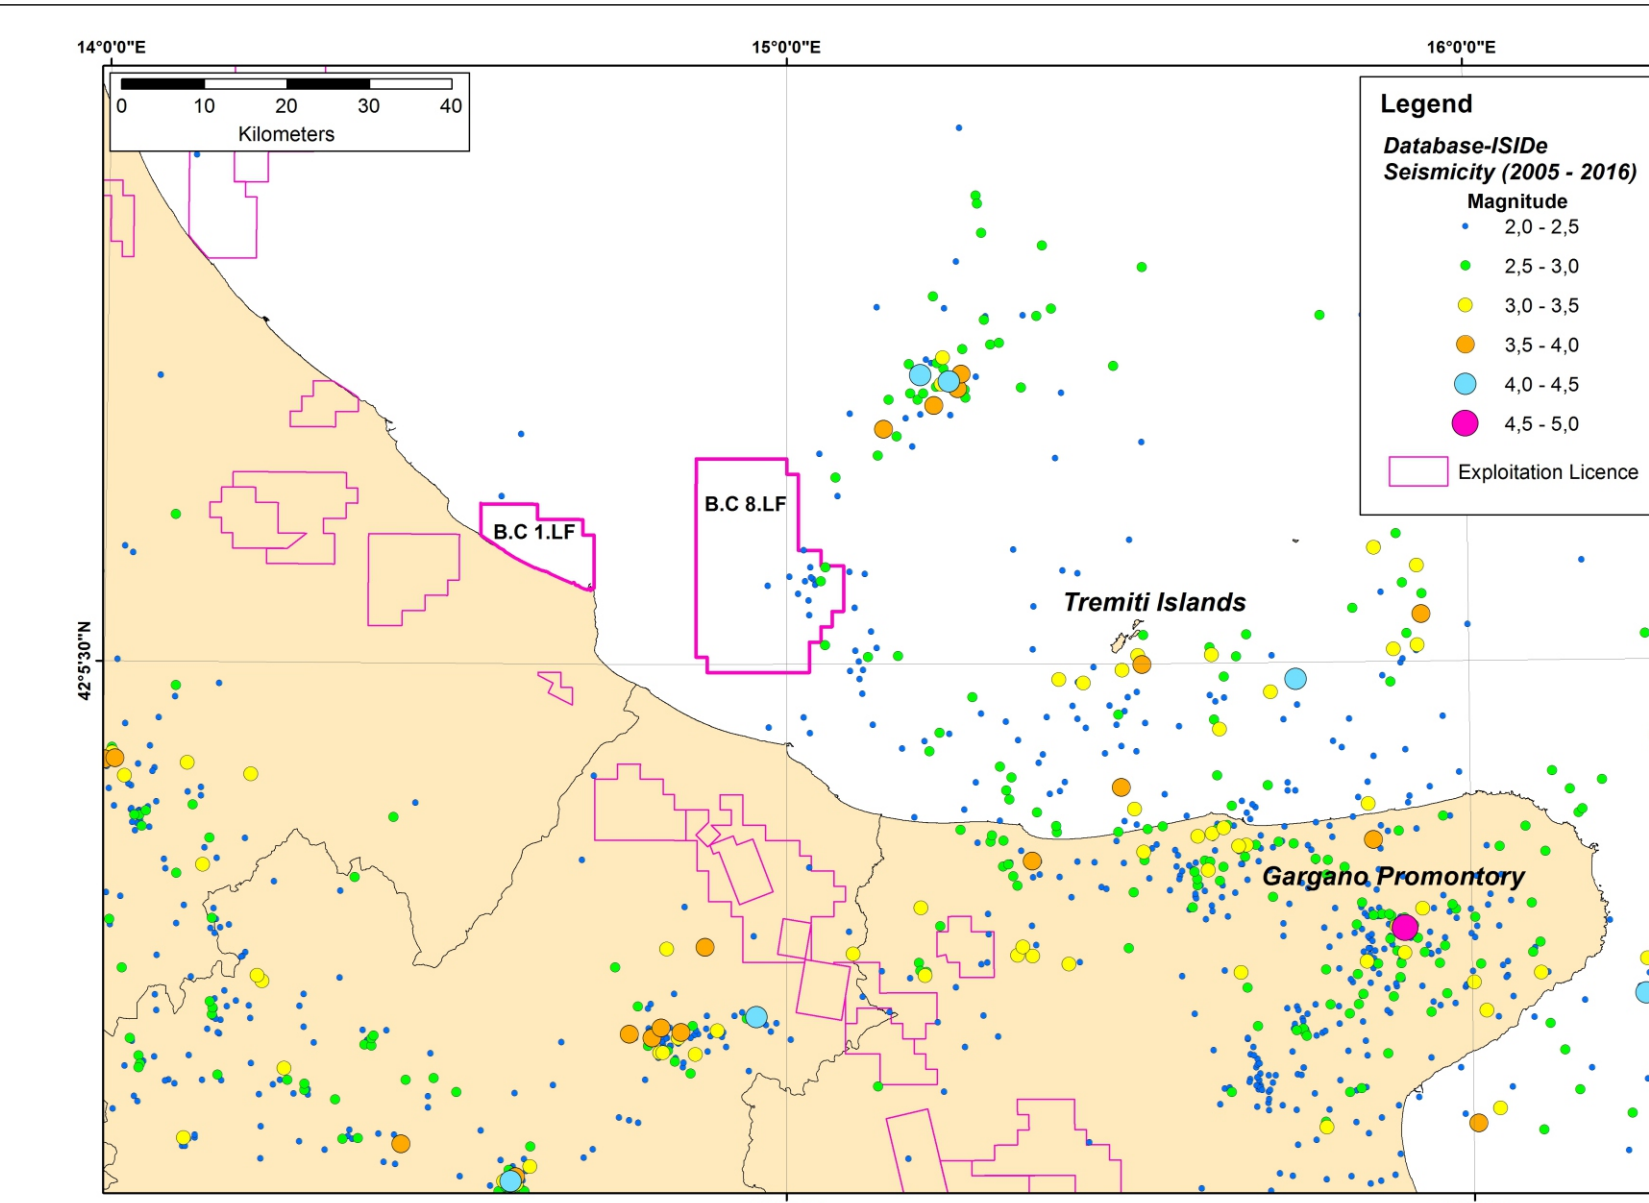 14°0'0"E 15°0'0"E 16°0'0"E
0 10 20 30 40
Kilometers
Legend
Database-ISIDe
Seismicity (2005 - 2016)
Magnitude
2,0 - 2,5
2,5 - 3,0
3,0 - 3,5
3,5 - 4,0
4,0 - 4,5
4,5 - 5,0
Exploitation Licence
B.C 8.LF
B.C 1.LF
Tremiti Islands
42°5'30"N
Gargano Promontory